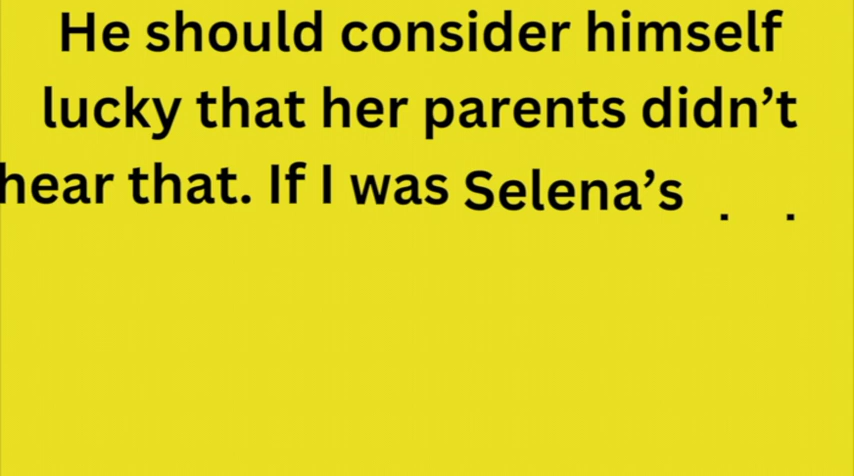 He should consider himself
lucky that her parents didn’t
hear that. If I was Selena’s